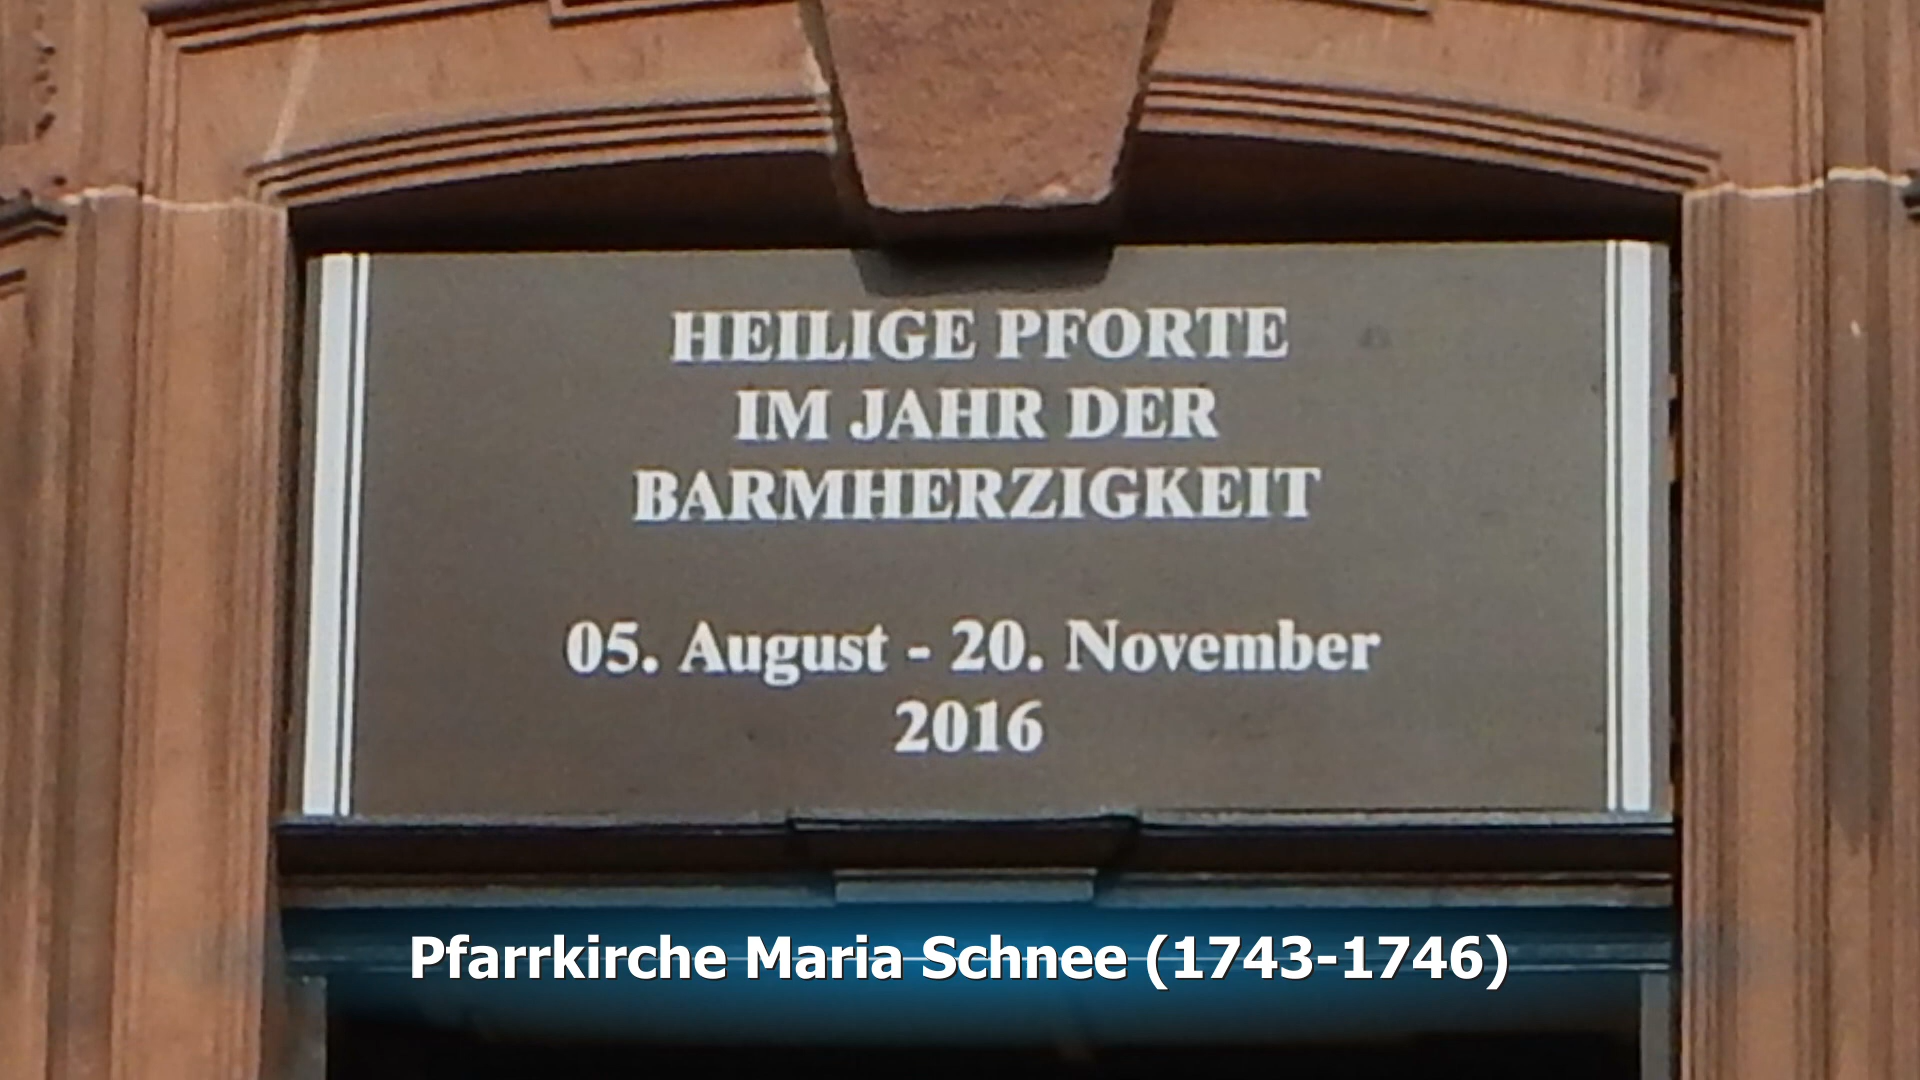 HEILIGE PFORTE
IM JAHR DER
BARMHERZIGKEIT
05. August - 20. November
2016
Pfarrkirche Maria Schnee (1743-1746)